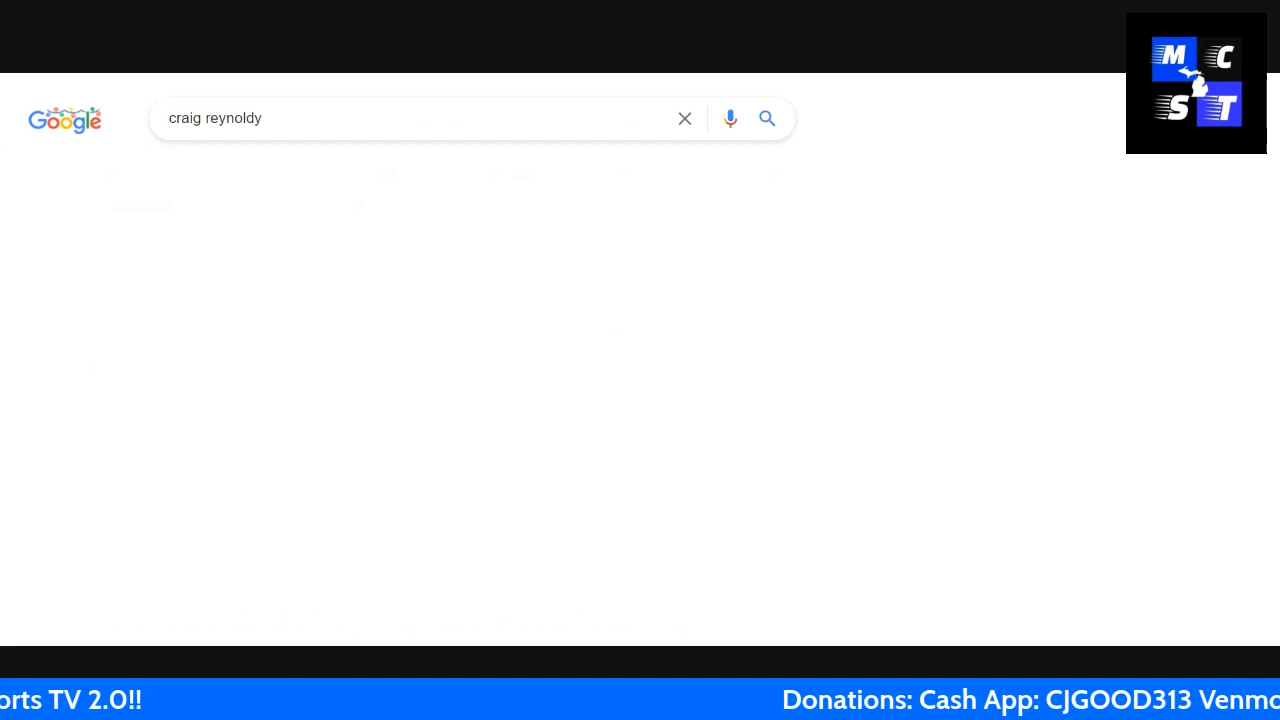 M C
S T
Google
craig reynoldy
orts TV 2.0!! Donations: Cash App: CJGOOD313 Venmo